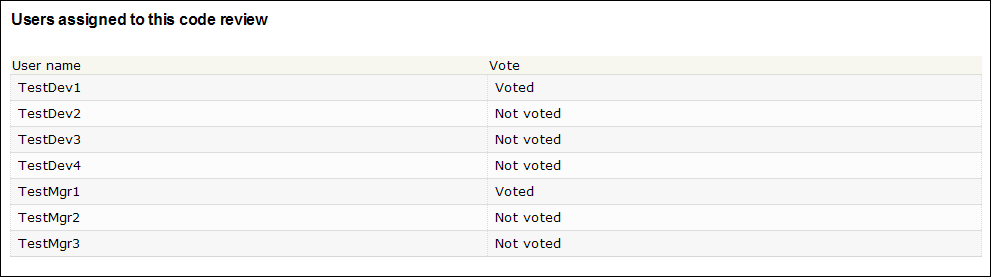 Users assigned to this code review
User name Vote
TestDev1 Voted
TestDev2 Not voted
TestDev3 Not voted
TestDev4 Not voted
TestMgr1 Voted
TestMgr2 Not voted
TestMgr3 Not voted